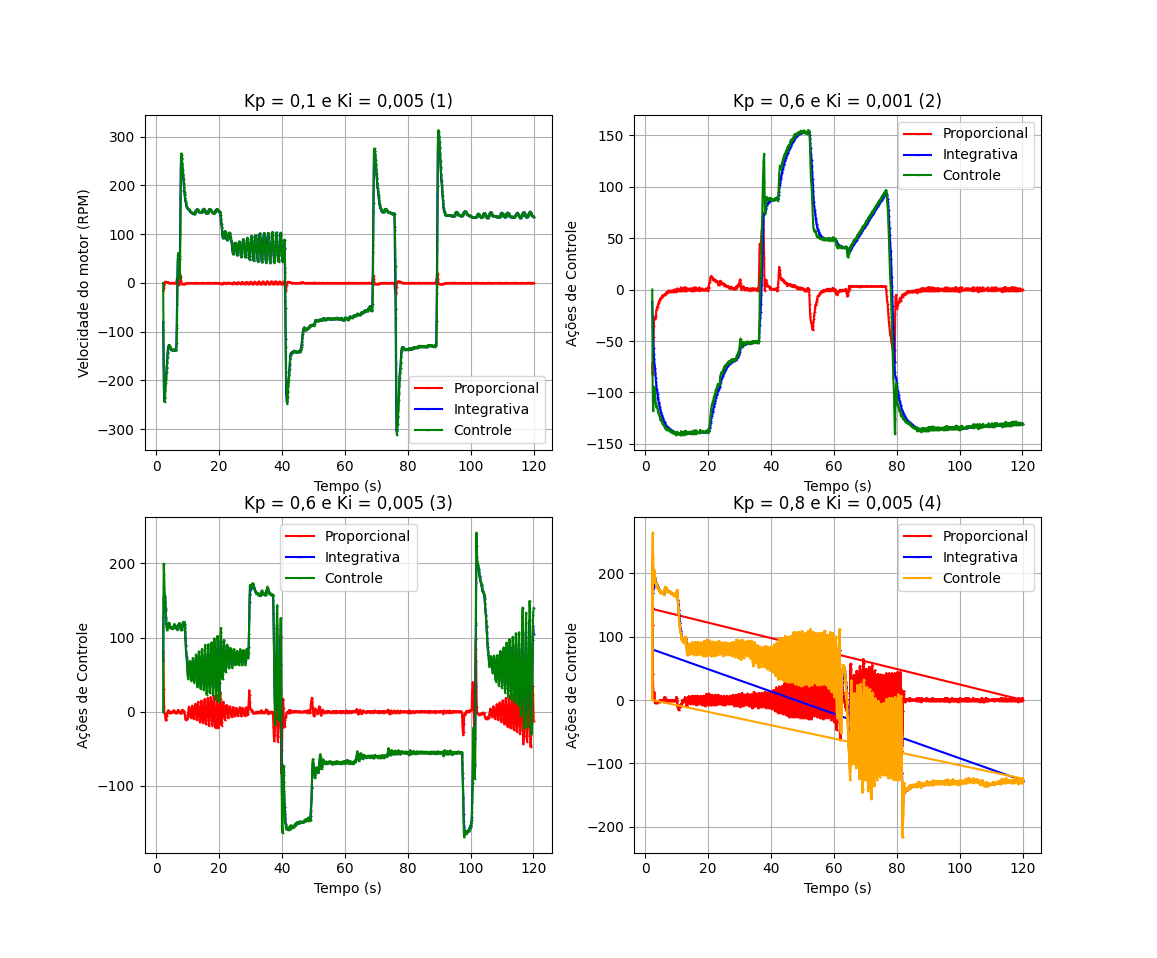 Kp = 0,1 e Ki = 0,005 (1)
Velocidade do motor (RPM)
300
200
100
0
−100
−200
−300
Proporcional
Integrativa
Controle
0 20 40 60 80 100 120
Tempo (s)
Kp = 0,6 e Ki = 0,001 (2)
Ações de Controle
150
100
50
0
−50
−100
−150
Proporcional
Integrativa
Controle
0 20 40 60 80 100 120
Tempo (s)
Kp = 0,6 e Ki = 0,005 (3)
Ações de Controle
200
100
0
−100
Proporcional
Integrativa
Controle
0 20 40 60 80 100 120
Tempo (s)
Kp = 0,8 e Ki = 0,005 (4)
Ações de Controle
200
100
0
−100
−200
Proporcional
Integrativa
Controle
0 20 40 60 80 100 120
Tempo (s)